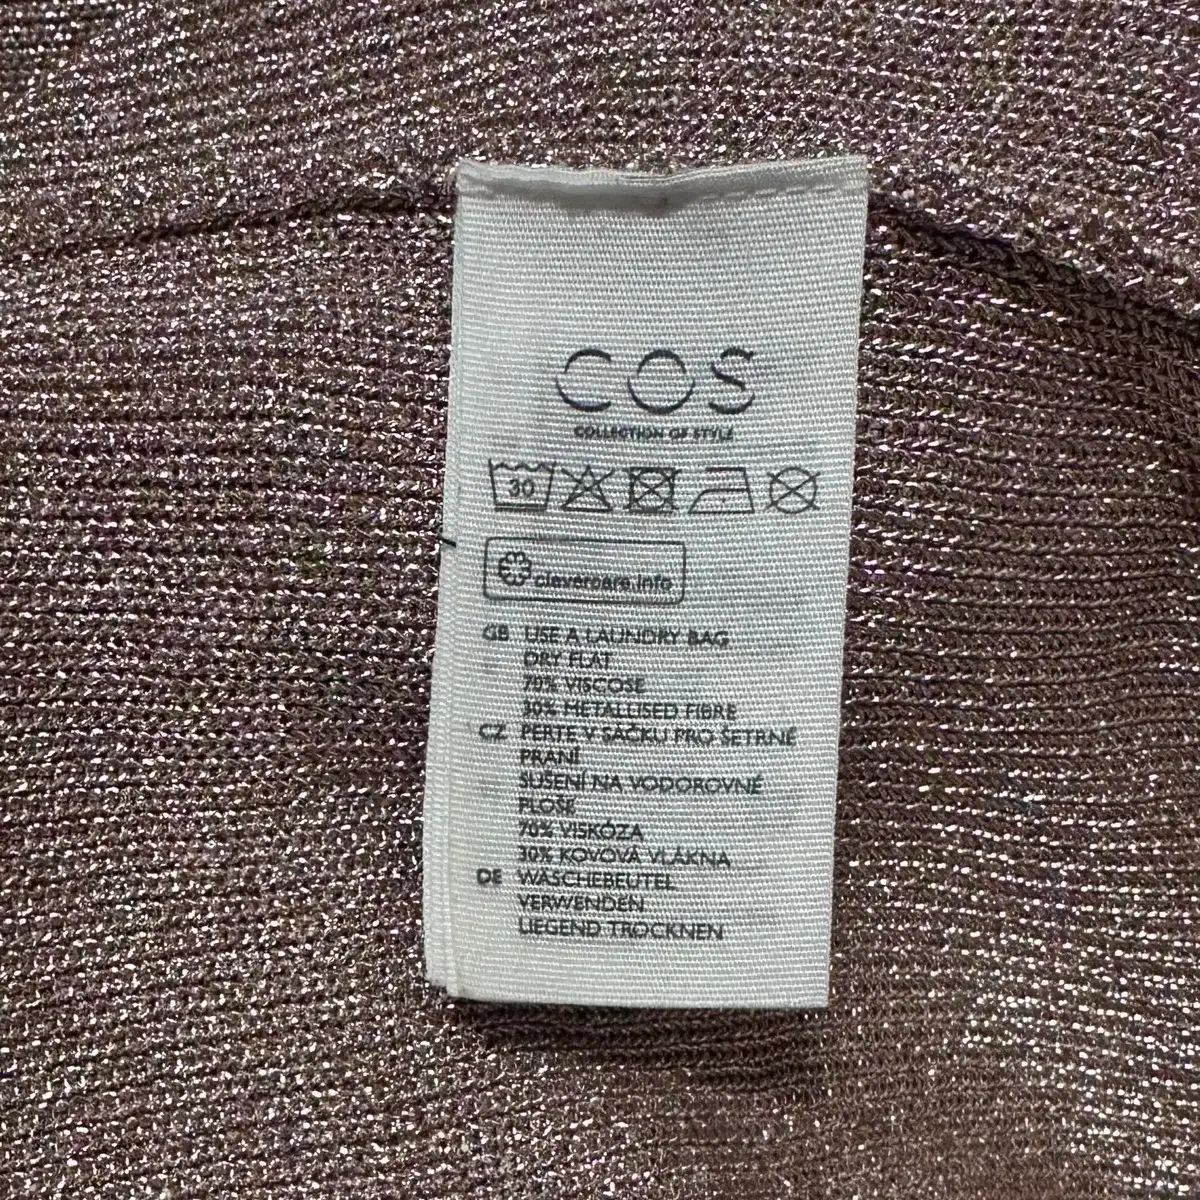 COS
COLLECTION OF STYLE
30
clevercare.info
GB USE A LAUNDRY BAG
DRY FLAT
70% VISCOSE
30% METALLISED FIBRE
CZ PERTE V SÁČKU PRO ŠETRNÉ
PRANÍ
SUŠENÍ NA VODOROVNÉ
PLOŠE
70% VISKÓZA
30% KOVOVÁ VLÁKNA
DE WÄSCHEBEUTEL
VERWENDEN
LIEGEND TROCKNEN